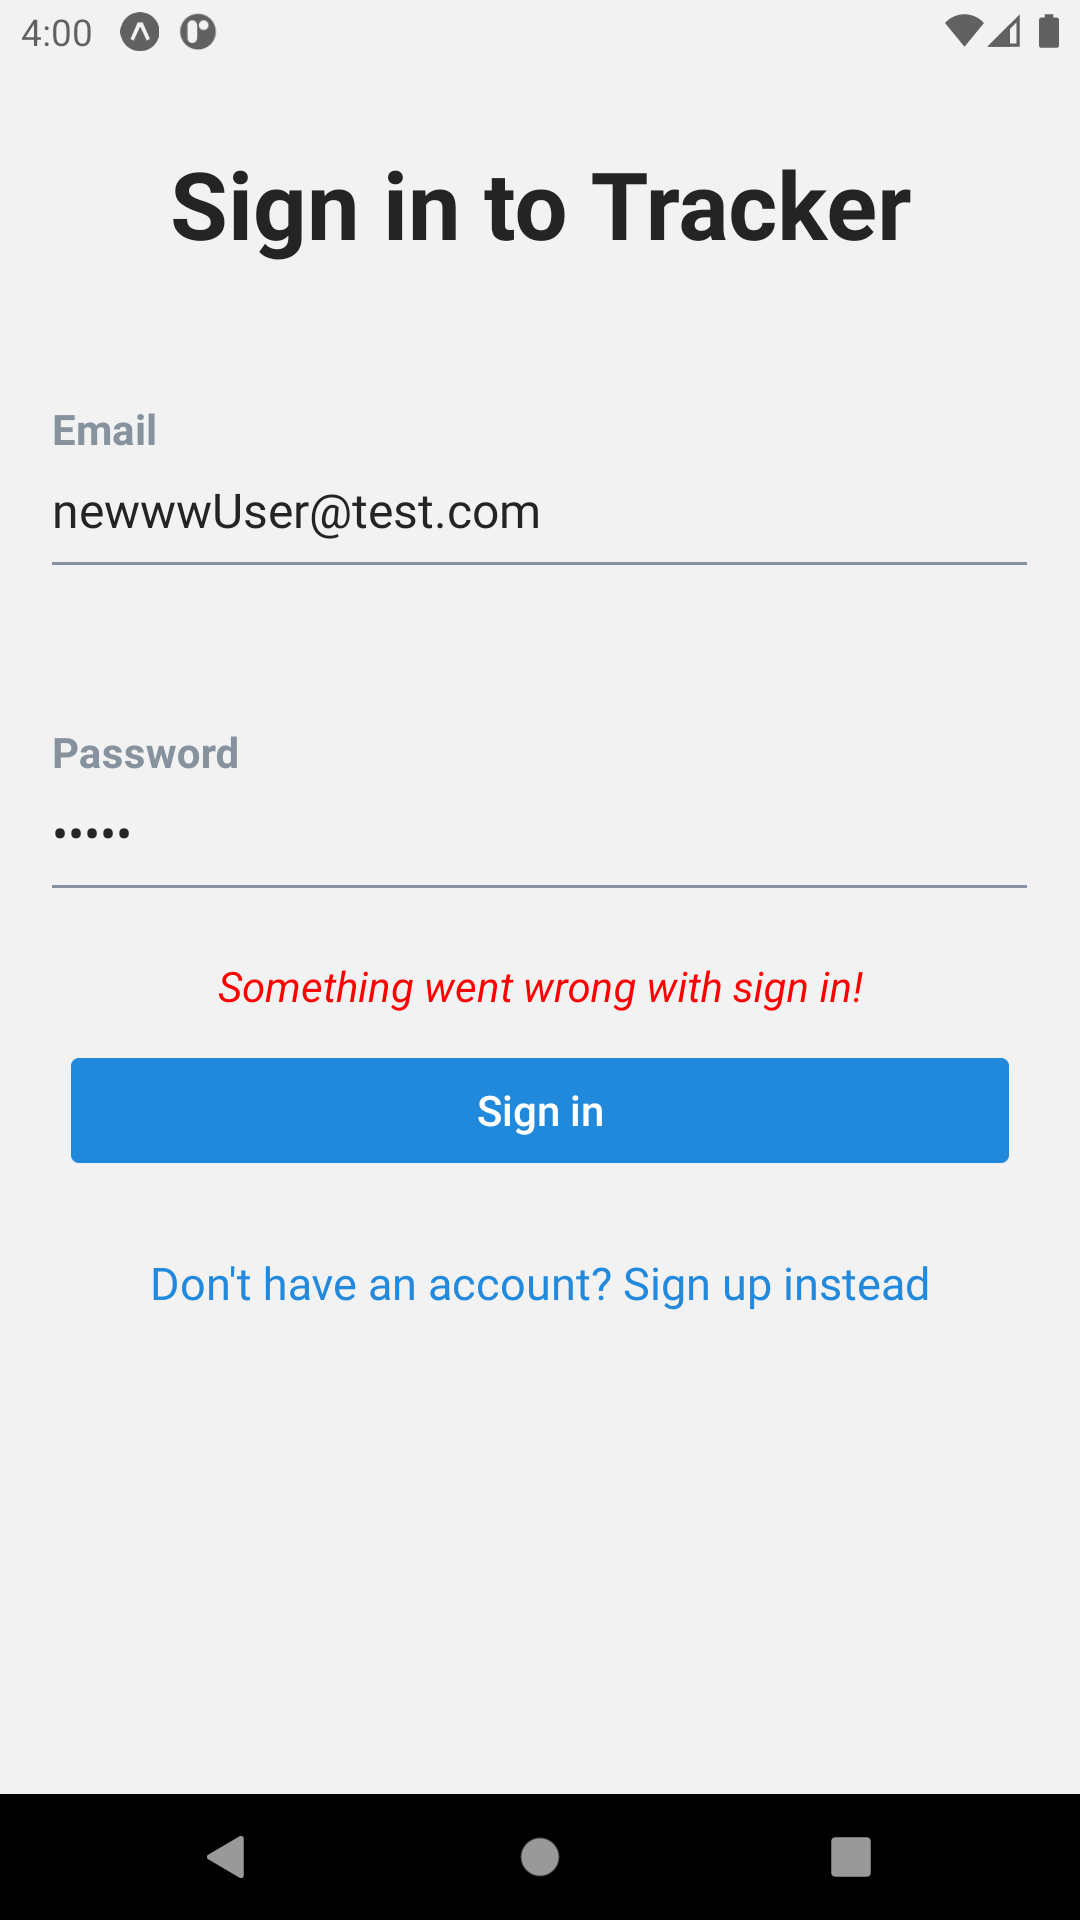 4:00
Sign in to Tracker
Email
newwwUser@test.com
Password
•••••
Something went wrong with sign in!
Sign in
Don't have an account? Sign up instead